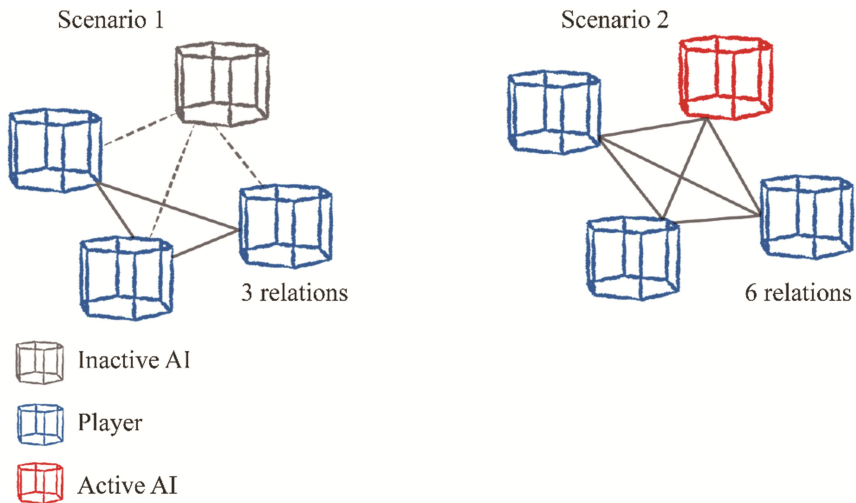 Scenario 1
Scenario 2
3 relations
6 relations
Inactive AI
Player
Active AI